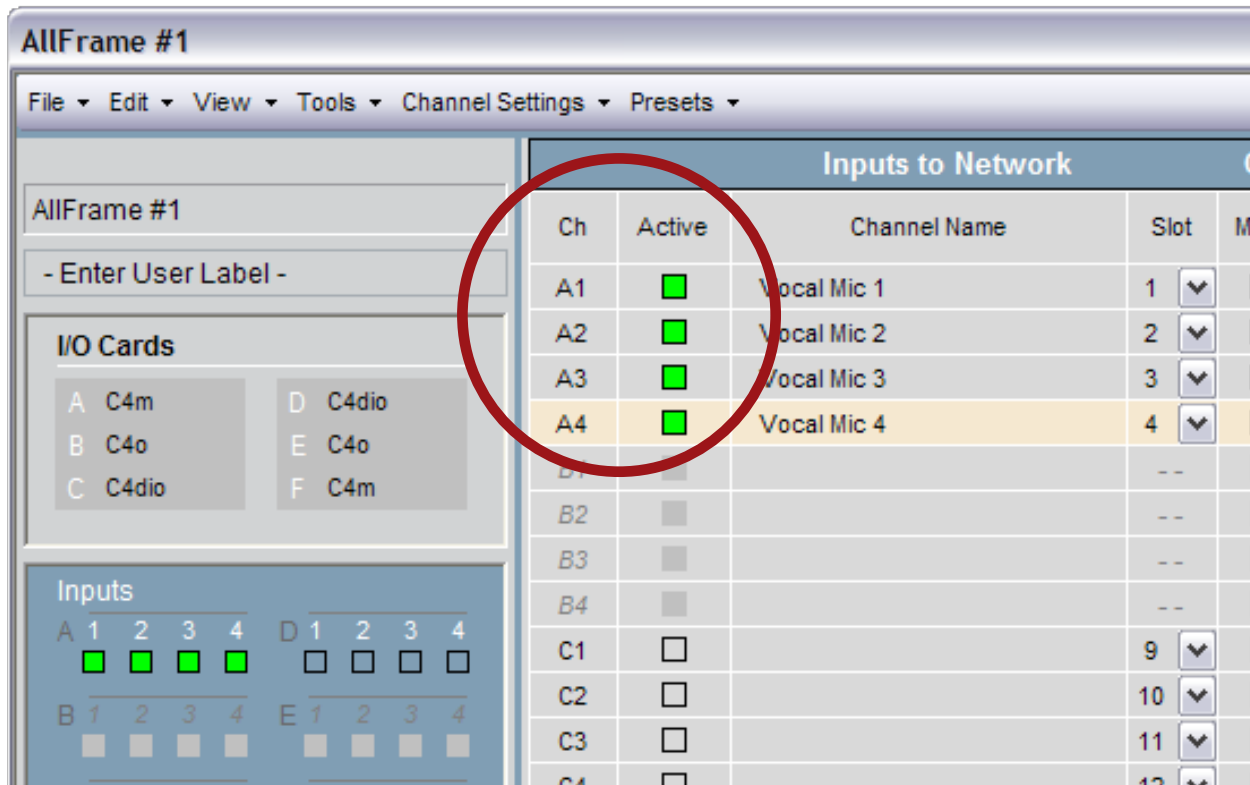 AllFrame #1
File Edit View Tools Channel Settings Presets
AllFrame #1
- Enter User Label -
I/O Cards
A C4m D C4dio
B C4o E C4o
C C4dio F C4m
Inputs
A 1 2 3 4 D 1 2 3 4
B 1 2 3 4 E 1 2 3 4
Inputs to Network
Ch Active Channel Name Slot
A1 Vocal Mic 1 1
A2 Vocal Mic 2 2
A3 Vocal Mic 3 3
A4 Vocal Mic 4 4
B1 - -
B2 - -
B3 - -
B4 - -
C1 9
C2 10
C3 11
C4 12